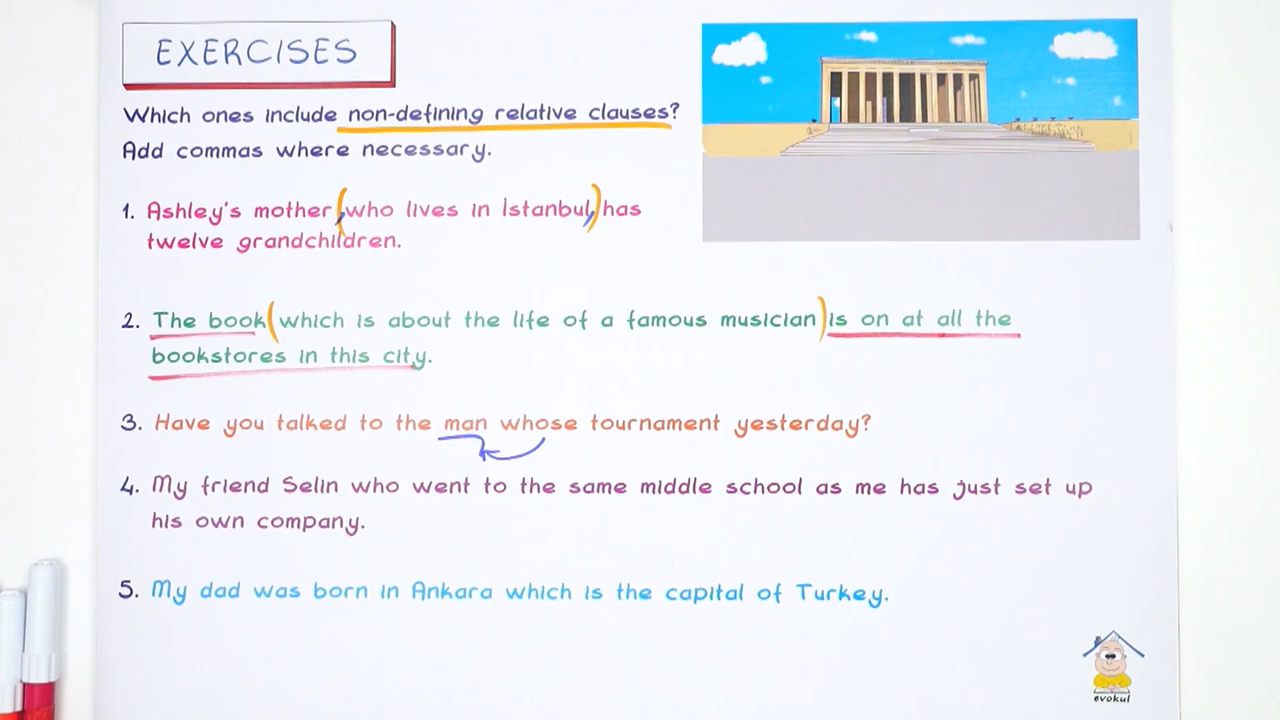 EXERCISES
Which ones include non-defining relative clauses?
Add commas where necessary.
1. Ashley's mother, who lives in İstanbul, has
twelve grandchildren.
2. The book which is about the life of a famous musician is on at all the
bookstores in this city.
3. Have you talked to the man whose tournament yesterday?
4. My friend Selin who went to the same middle school as me has just set up
his own company.
5. My dad was born in Ankara which is the capital of Turkey.
evokul